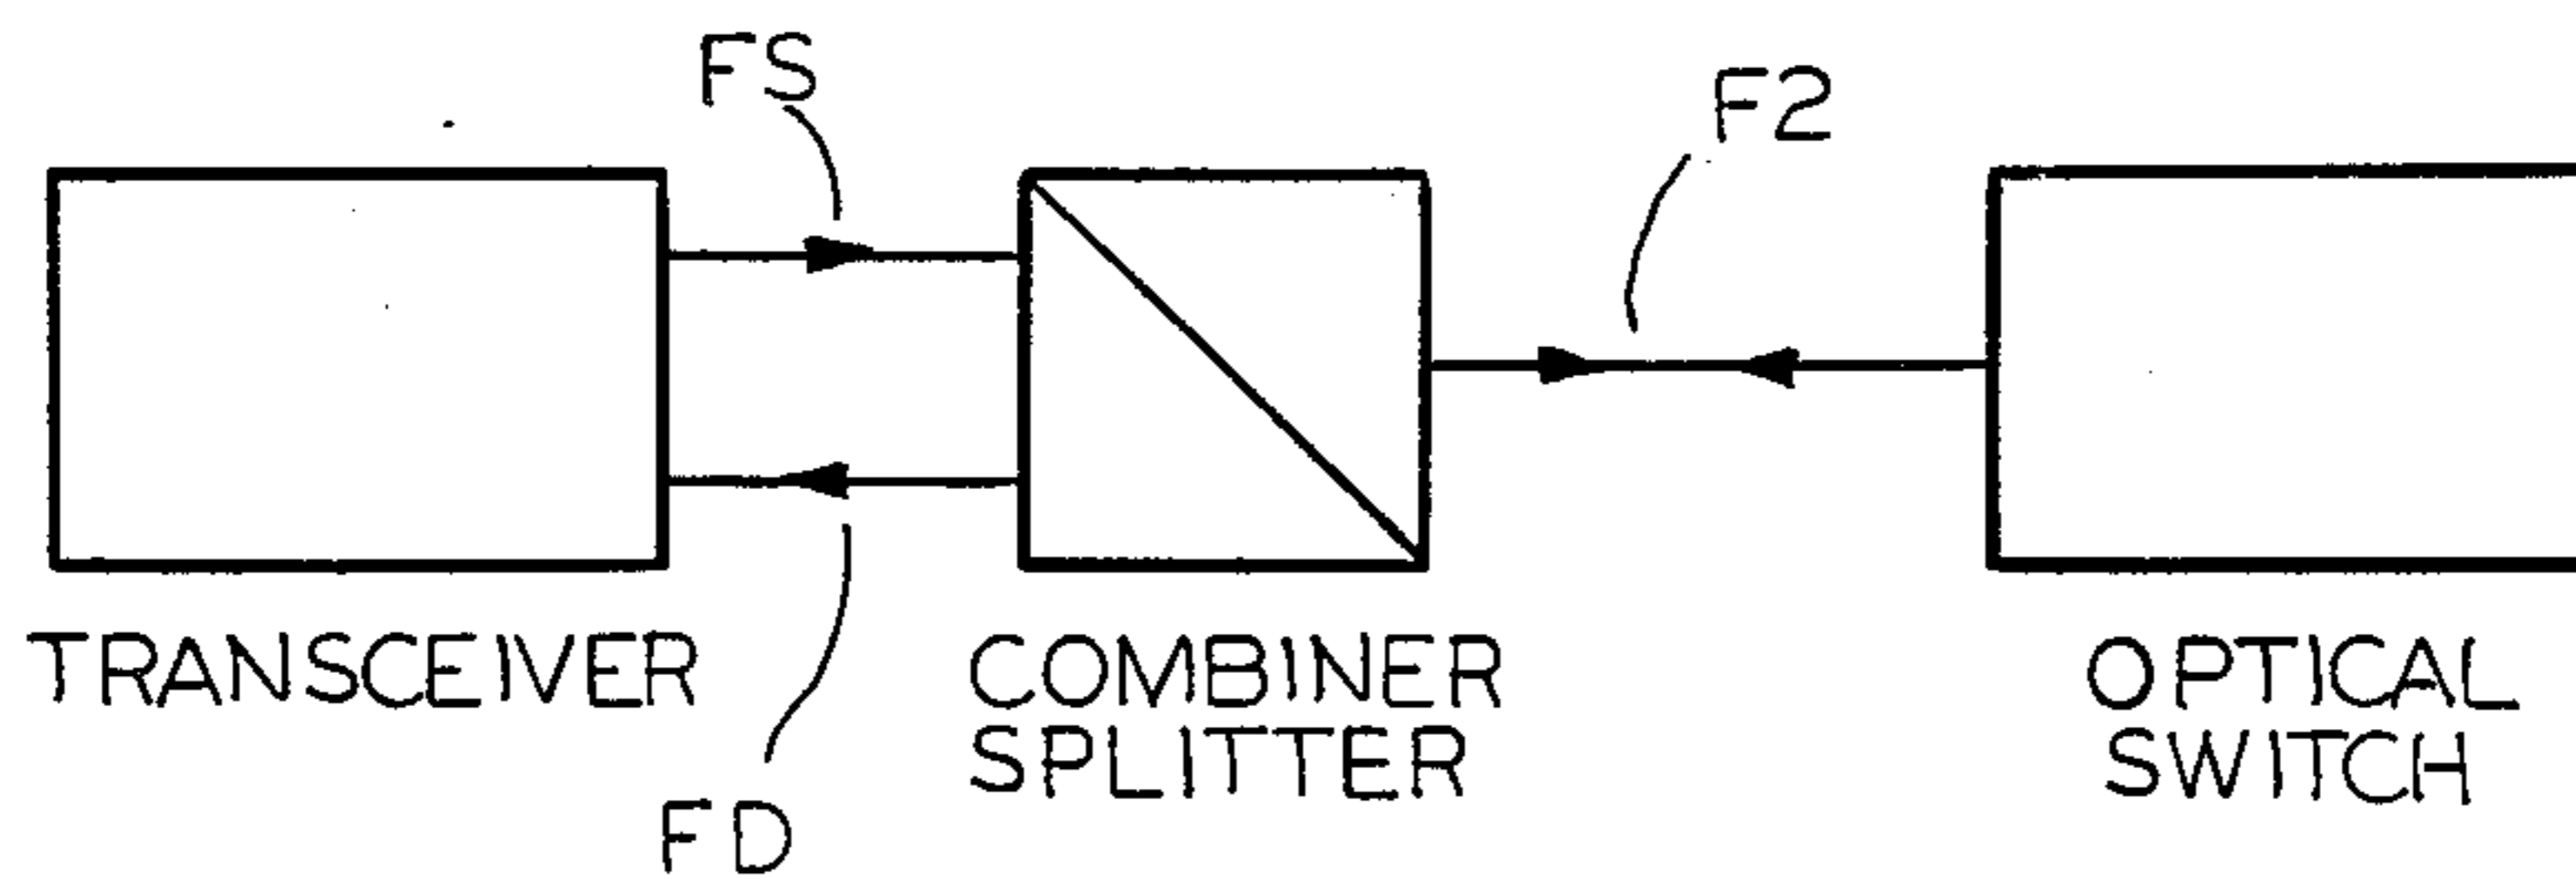 FS
F2
TRANSCEIVER
COMBINER
SPLITTER
OPTICAL
SWITCH
FD